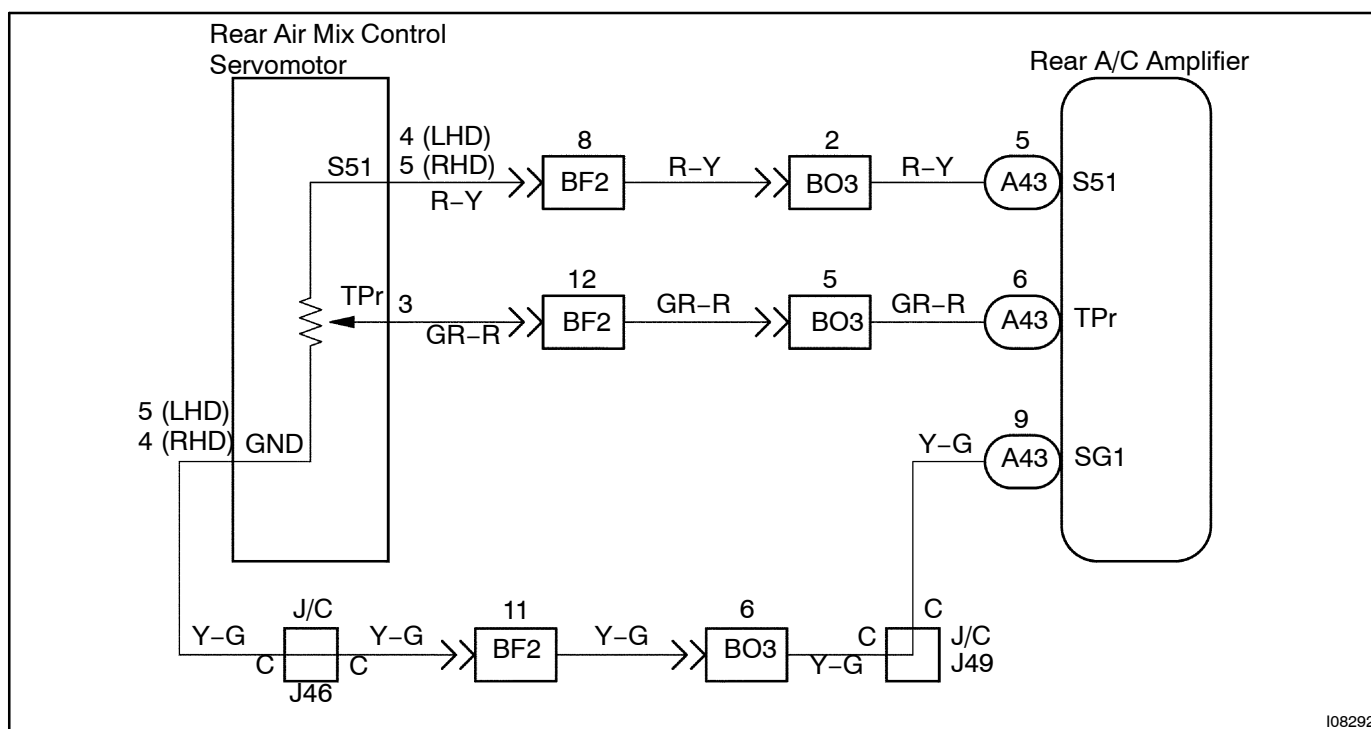 Rear Air Mix Control
Servomotor
Rear A/C Amplifier
4 (LHD)
5 (RHD)
8
2
5
S51
R–Y
BF2
R–Y
BO3
R–Y
A43
S51
TPr
3
12
5
6
GR–R
BF2
GR–R
BO3
GR–R
A43
TPr
5 (LHD)
4 (RHD)
GND
9
Y–G
A43
SG1
J/C
11
6
C
Y–G
C
C
Y–G
BF2
Y–G
BO3
Y–G
C
J/C
J49
J46
I08292